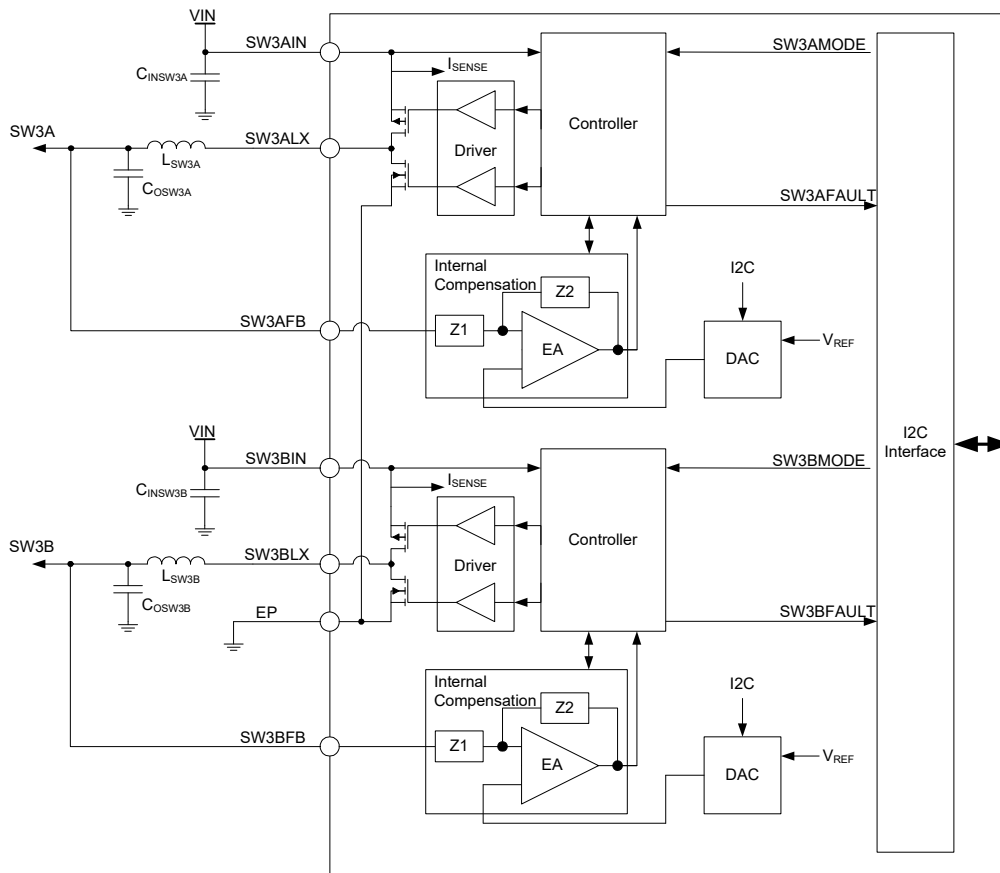 VIN
SW3AIN
SW3AMODE
CINSW3A
ISENSE
Controller
SW3A
SW3ALX
Driver
LSW3A
COSW3A
SW3AFAULT
Internal
Compensation
Z2
I2C
SW3AFB
Z1
EA
DAC
VREF
VIN
I2C
Interface
SW3BIN
SW3BMODE
CINSW3B
ISENSE
Controller
SW3B
SW3BLX
Driver
LSW3B
COSW3B
EP
SW3BFAULT
Internal
Compensation
Z2
I2C
SW3BFB
Z1
EA
DAC
VREF